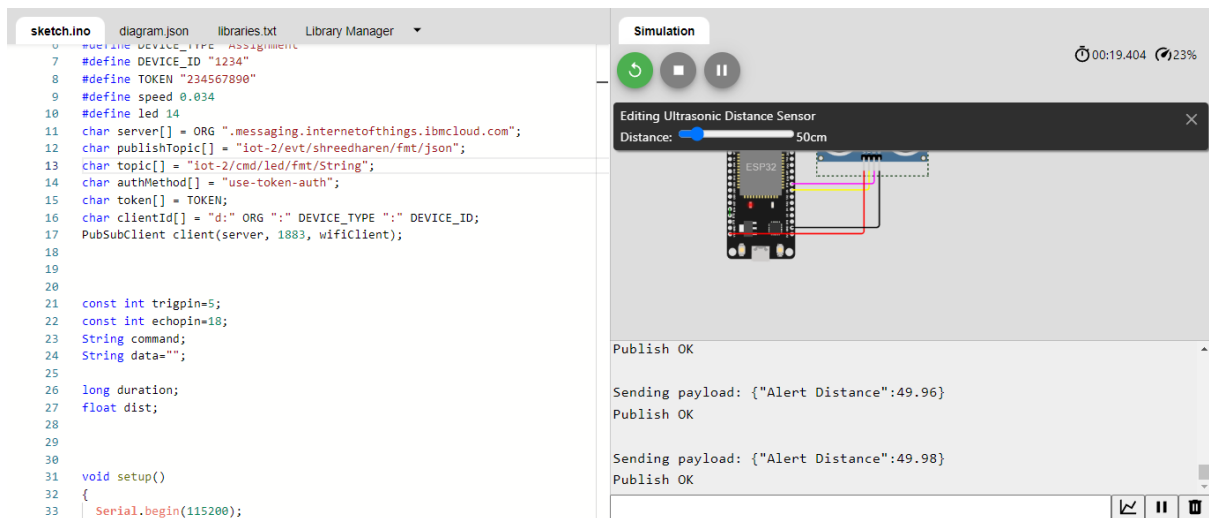 sketch.ino diagram.json libraries.txt Library Manager
6 #define DEVICE_TYPE "Assignment"
7 #define DEVICE_ID "1234"
8 #define TOKEN "234567890"
9 #define speed 0.034
10 #define led 14
11 char server[] = ORG ".messaging.internetofthings.ibmcloud.com";
12 char publishTopic[] = "iot-2/evt/shreedharen/fmt/json";
13 char topic[] = "iot-2/cmd/led/fmt/String";
14 char authMethod[] = "use-token-auth";
15 char token[] = TOKEN;
16 char clientId[] = "d:" ORG ":" DEVICE_TYPE ":" DEVICE_ID;
17 PubSubClient client(server, 1883, wifiClient);
18
19
20
21 const int trigpin=5;
22 const int echopin=18;
23 String command;
24 String data="";
25
26 long duration;
27 float dist;
28
29
30
31 void setup()
32 {
33 Serial.begin(115200);
Simulation
00:19.404 23%
Editing Ultrasonic Distance Sensor
Distance: 50cm
ESP32
Publish OK
Sending payload: {"Alert Distance":49.96}
Publish OK
Sending payload: {"Alert Distance":49.98}
Publish OK